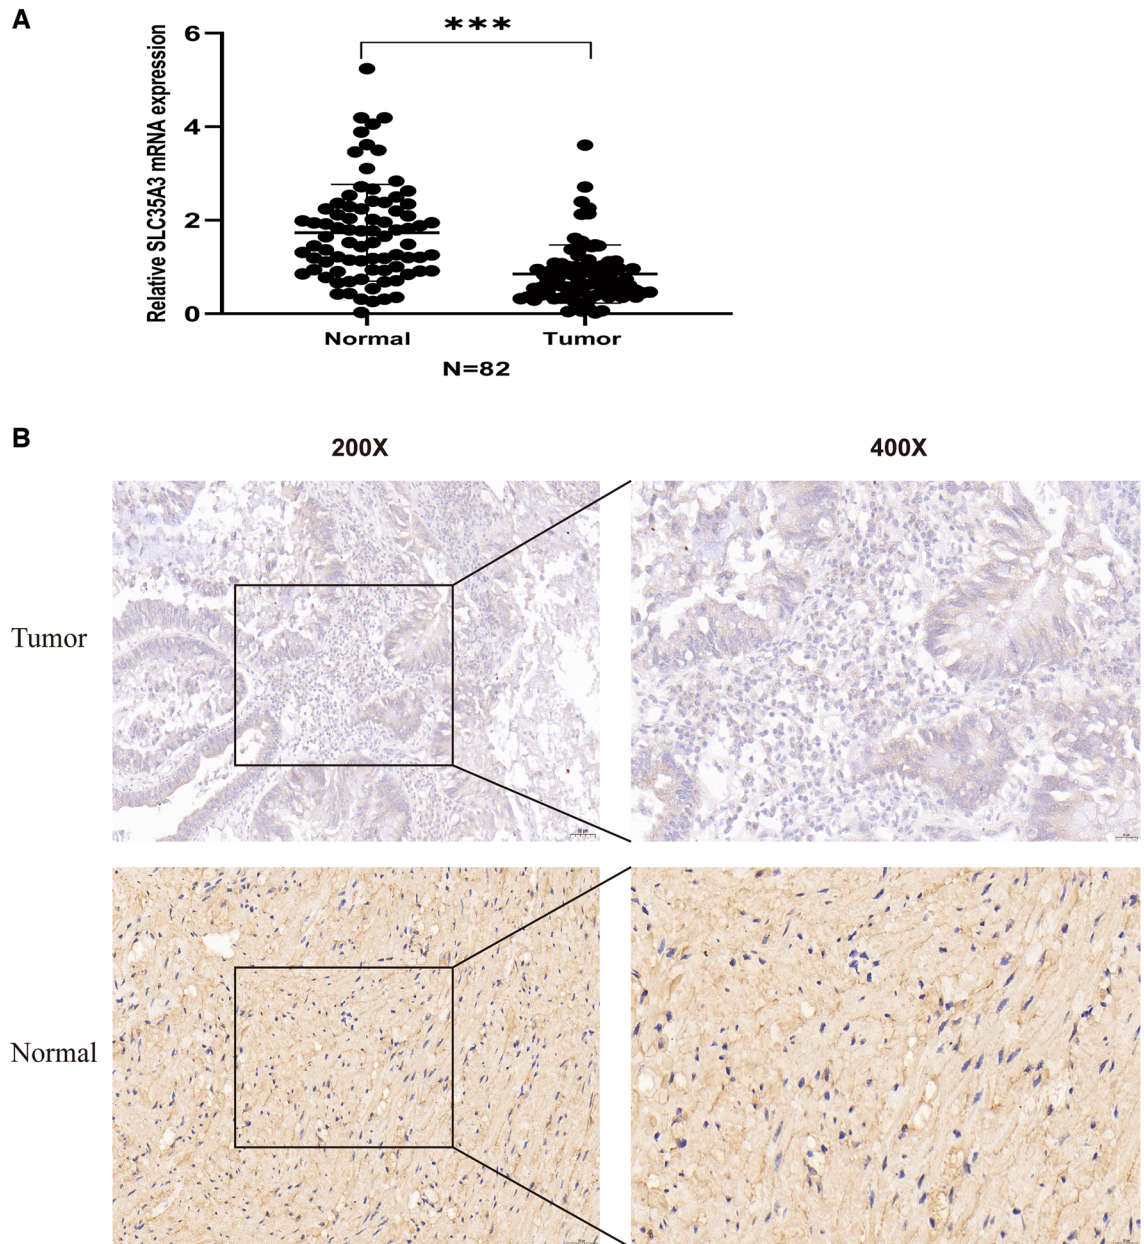 A
Relative SLC35A3 mRNA expression
6
4
2
0
***
Normal
Tumor
N=82
B
200X
400X
Tumor
Normal